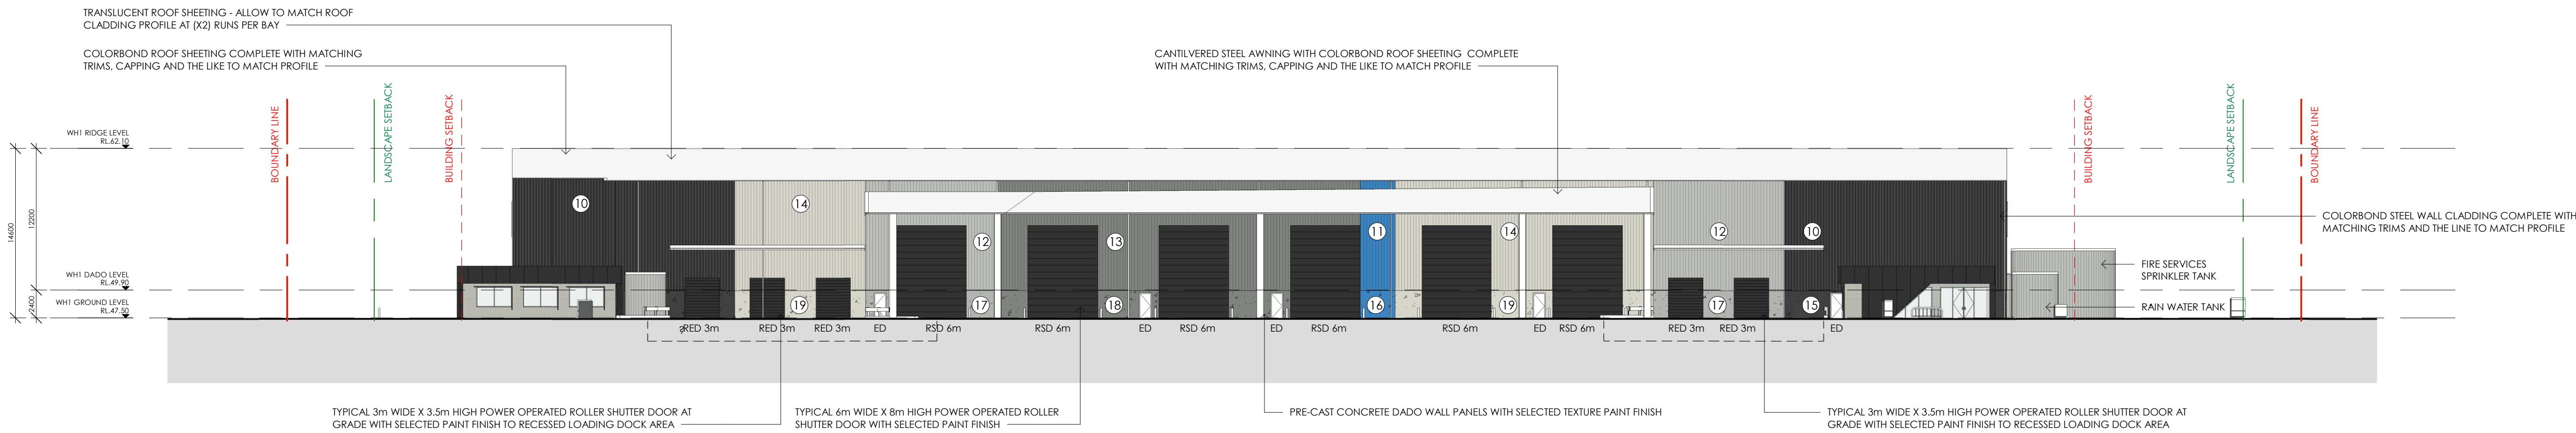 TRANSLUCENT ROOF SHEETING - ALLOW TO MATCH ROOF
CLADDING PROFILE AT (X2) RUNS PER BAY
COLORBOND ROOF SHEETING COMPLETE WITH MATCHING
TRIMS, CAPPING AND THE LIKE TO MATCH PROFILE
CANTILVERED STEEL AWNING WITH COLORBOND ROOF SHEETING COMPLETE
WITH MATCHING TRIMS, CAPPING AND THE LIKE TO MATCH PROFILE
BOUNDARY LINE
LANDSCAPE SETBACK
BUILDING SETBACK
BUILDING SETBACK
LANDSCAPE SETBACK
BOUNDARY LINE
WH1 RIDGE LEVEL
RL.62.10
14600
12200
2400
WH1 DADO LEVEL
RL.49.90
WH1 GROUND LEVEL
RL.47.50
10
14
12
13
11
14
12
10
19
17
18
16
19
17
15
COLORBOND STEEL WALL CLADDING COMPLETE WITH
MATCHING TRIMS AND THE LINE TO MATCH PROFILE
FIRE SERVICES
SPRINKLER TANK
RAIN WATER TANK
RED 3m
RED 3m
RED 3m
ED
RSD 6m
RSD 6m
ED
RSD 6m
ED
RSD 6m
RSD 6m
ED
RSD 6m
RED 3m
RED 3m
ED
TYPICAL 3m WIDE X 3.5m HIGH POWER OPERATED ROLLER SHUTTER DOOR AT
GRADE WITH SELECTED PAINT FINISH TO RECESSED LOADING DOCK AREA
TYPICAL 6m WIDE X 8m HIGH POWER OPERATED ROLLER
SHUTTER DOOR WITH SELECTED PAINT FINISH
PRE-CAST CONCRETE DADO WALL PANELS WITH SELECTED TEXTURE PAINT FINISH
TYPICAL 3m WIDE X 3.5m HIGH POWER OPERATED ROLLER SHUTTER DOOR AT
GRADE WITH SELECTED PAINT FINISH TO RECESSED LOADING DOCK AREA